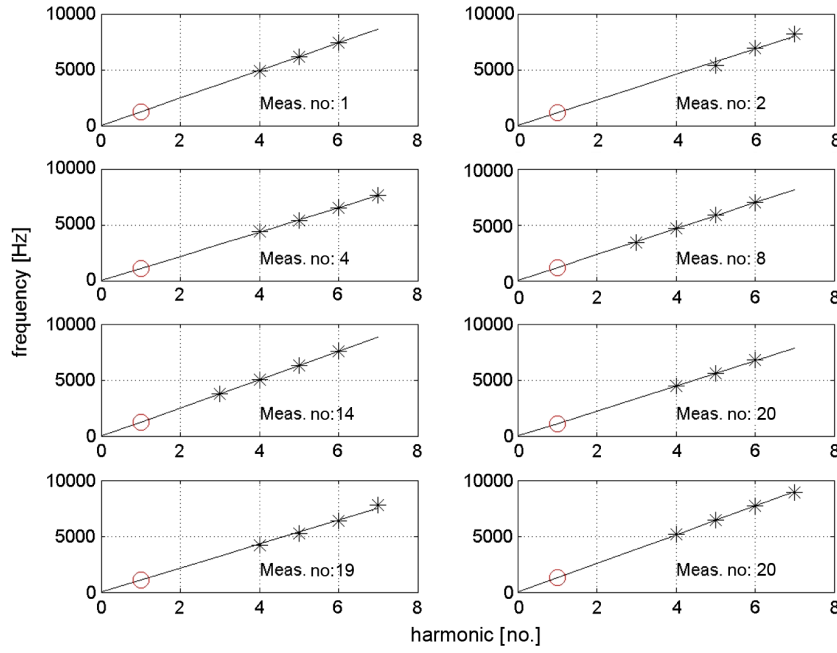 10000
5000
0
0 2 4 6 8
Meas. no: 1
10000
5000
0
0 2 4 6 8
Meas. no: 2
10000
5000
0
0 2 4 6 8
Meas. no: 4
10000
5000
0
0 2 4 6 8
Meas. no: 8
10000
5000
0
0 2 4 6 8
Meas. no:14
10000
5000
0
0 2 4 6 8
Meas. no: 20
10000
5000
0
0 2 4 6 8
Meas. no:19
10000
5000
0
0 2 4 6 8
Meas. no: 20
frequency [Hz]
harmonic [no.]